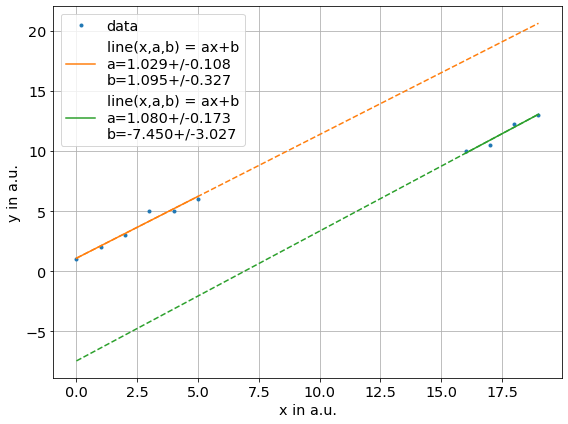 data
line(x,a,b) = ax+b
a=1.029+/-0.108
b=1.095+/-0.327
line(x,a,b) = ax+b
a=1.080+/-0.173
b=-7.450+/-3.027
20
15
10
5
0
−5
y in a.u.
0.0 2.5 5.0 7.5 10.0 12.5 15.0 17.5
x in a.u.